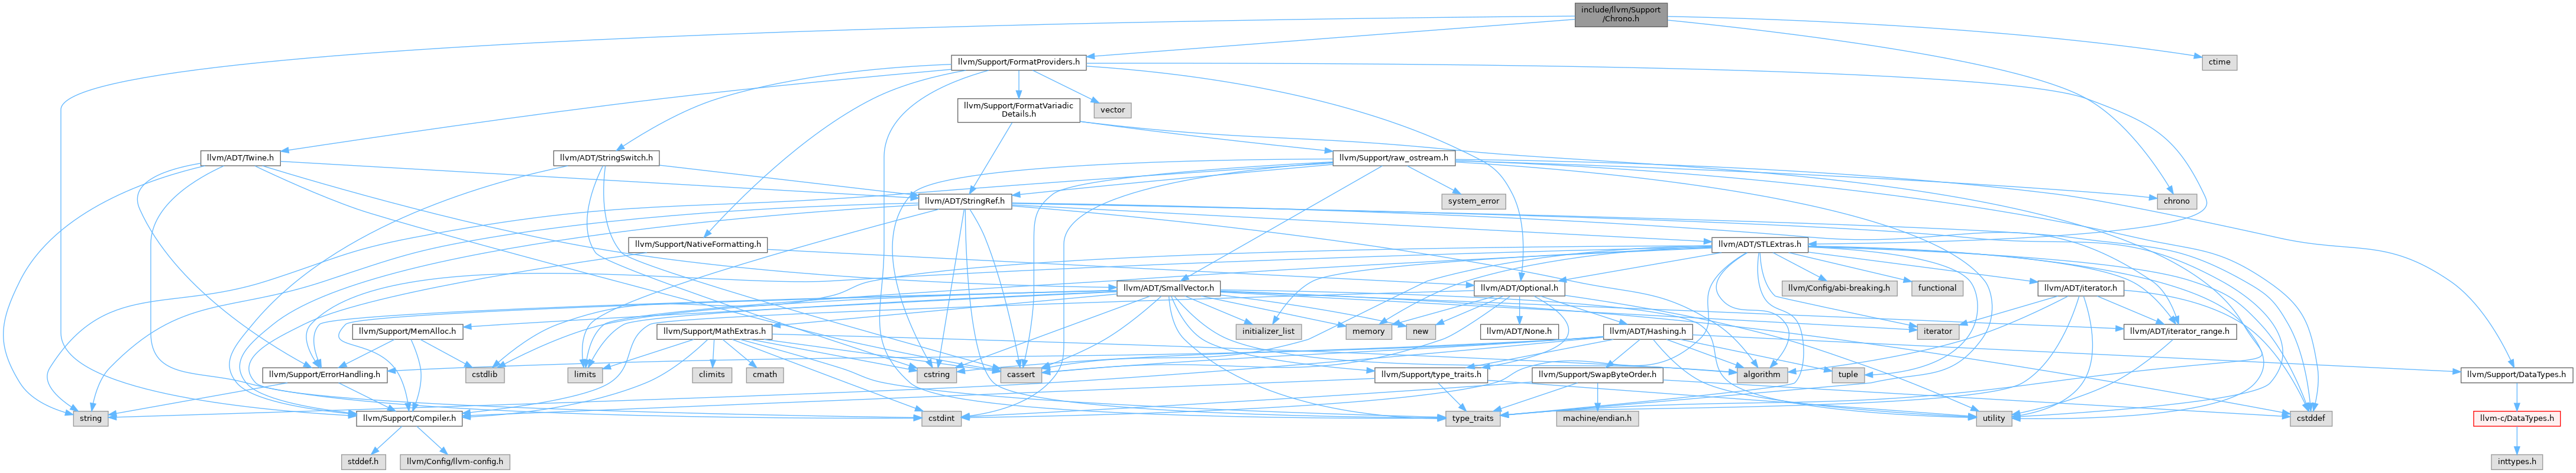 include/llvm/Support
/Chrono.h
llvm/Support/FormatProviders.h
ctime
llvm/Support/FormatVariadic
Details.h
vector
llvm/ADT/Twine.h
llvm/ADT/StringSwitch.h
llvm/Support/raw_ostream.h
llvm/ADT/StringRef.h
system_error
chrono
llvm/Support/NativeFormatting.h
llvm/ADT/STLExtras.h
llvm/ADT/SmallVector.h
llvm/ADT/Optional.h
llvm/Config/abi-breaking.h
functional
llvm/ADT/iterator.h
llvm/Support/MemAlloc.h
llvm/Support/MathExtras.h
initializer_list
memory
new
llvm/ADT/None.h
llvm/ADT/Hashing.h
iterator
llvm/ADT/iterator_range.h
llvm/Support/ErrorHandling.h
cstdlib
limits
climits
cmath
cstring
cassert
llvm/Support/type_traits.h
llvm/Support/SwapByteOrder.h
algorithm
tuple
llvm/Support/DataTypes.h
string
llvm/Support/Compiler.h
cstdint
type_traits
machine/endian.h
utility
cstddef
llvm-c/DataTypes.h
stddef.h
llvm/Config/llvm-config.h
inttypes.h